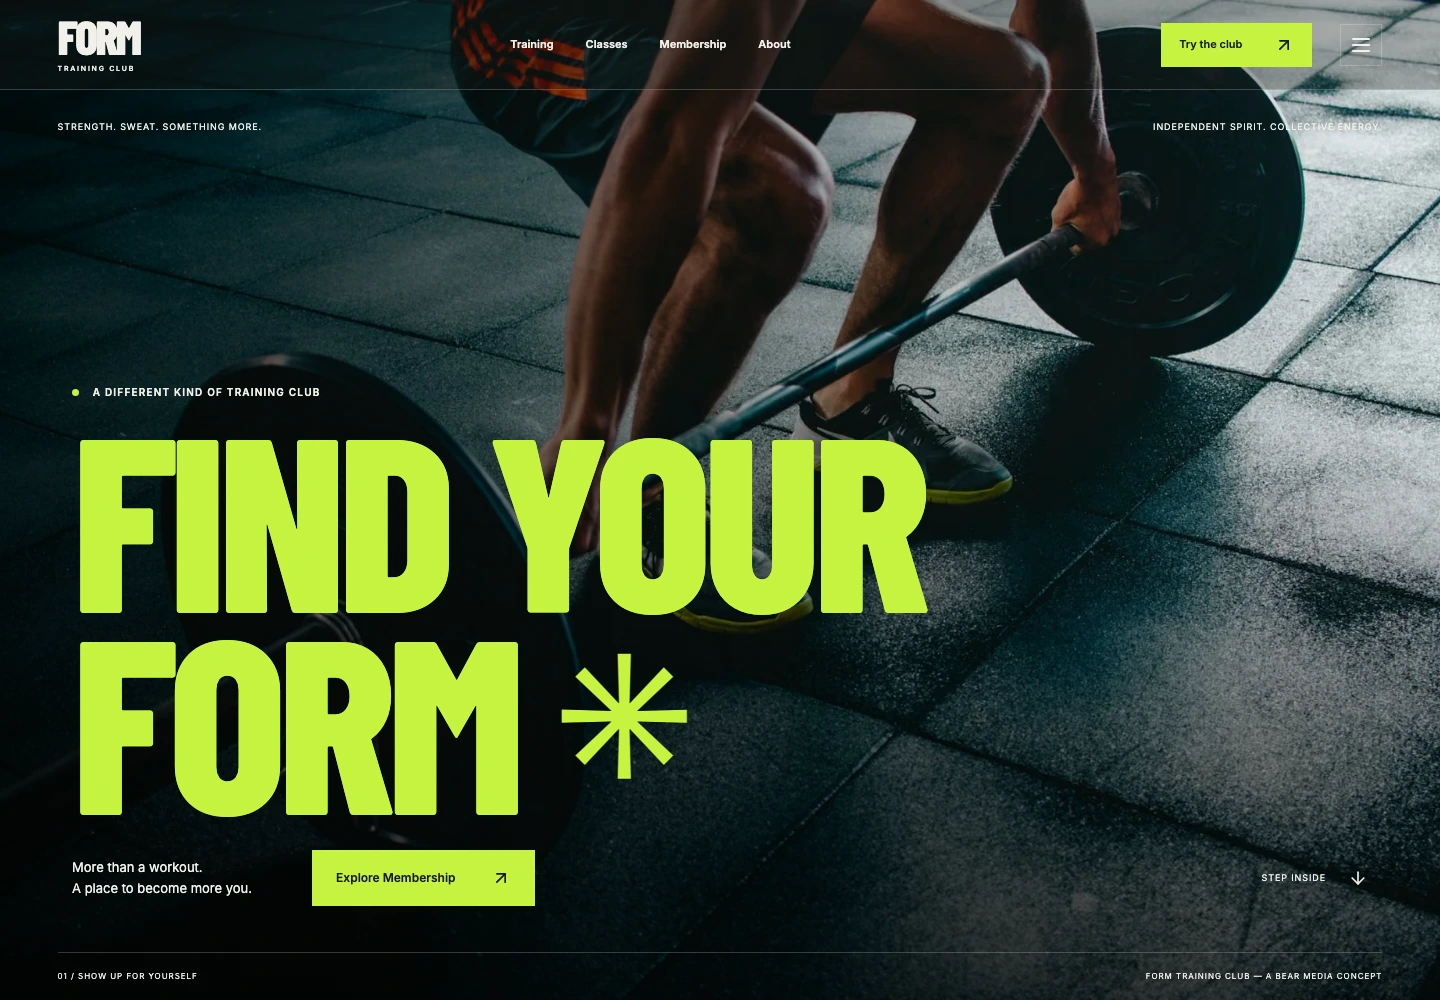 FORM
TRAINING CLUB
Training
Classes
Membership
About
Try the club
STRENGTH. SWEAT. SOMETHING MORE.
INDEPENDENT SPIRIT. COLLECTIVE ENERGY.
A DIFFERENT KIND OF TRAINING CLUB
FIND YOUR
FORM
More than a workout.
A place to become more you.
Explore Membership
STEP INSIDE
01 / SHOW UP FOR YOURSELF
FORM TRAINING CLUB — A BEAR MEDIA CONCEPT